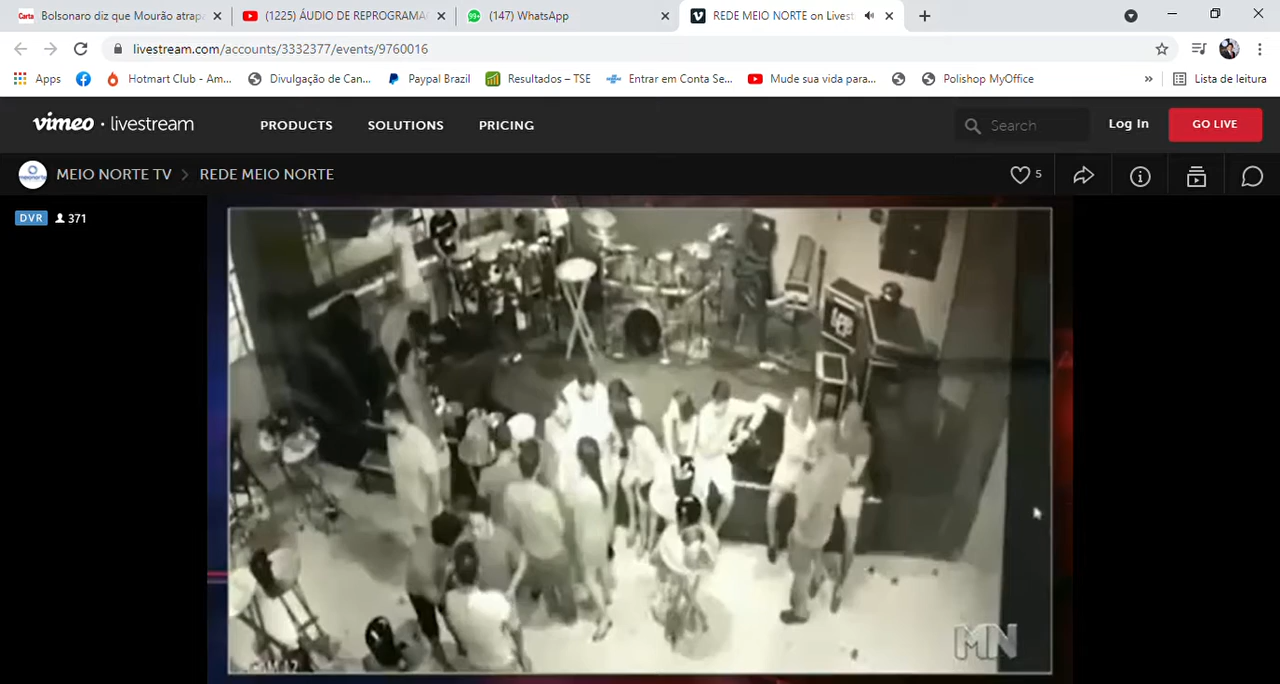 Carta Bolsonaro diz que Mourão atrapa
(1225) ÁUDIO DE REPROGRAMA
99+ (147) WhatsApp
REDE MEIO NORTE on Livest
livestream.com/accounts/3332377/events/9760016
Apps Hotmart Club - Am... Divulgação de Can... Paypal Brazil Resultados – TSE Entrar em Conta Se... Mude sua vida para... Polishop MyOffice » Lista de leitura
vimeo livestream PRODUCTS SOLUTIONS PRICING Search Log In GO LIVE
MEIO NORTE TV > REDE MEIO NORTE 5
DVR 371
MN